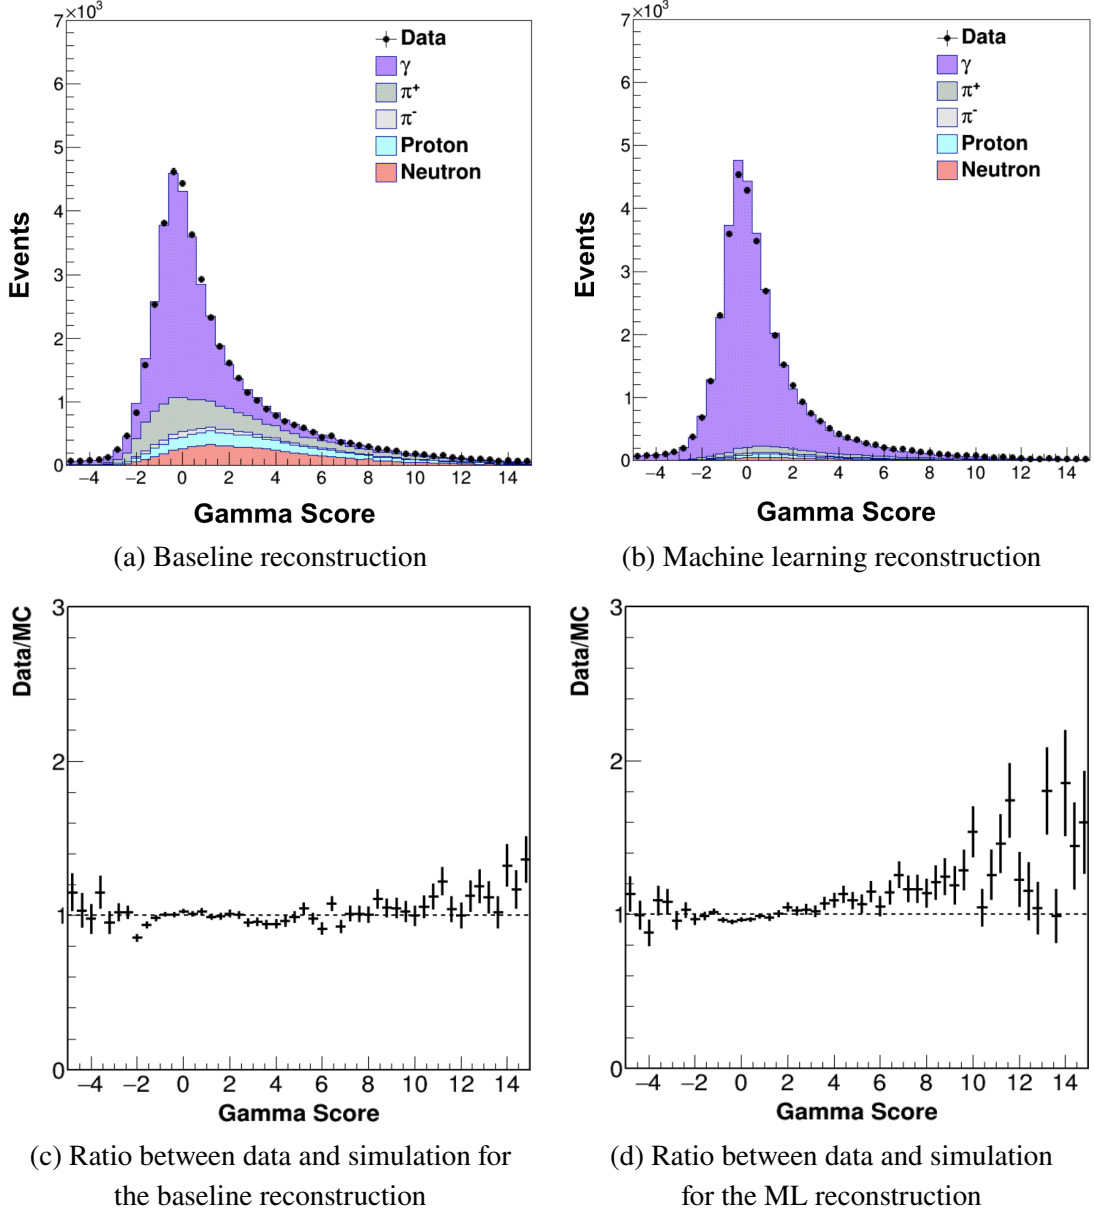 7×10³
6
5
4
3
2
1
0
Events
Data
γ
π⁺
π⁻
Proton
Neutron
−4 −2 0 2 4 6 8 10 12 14
Gamma Score
(a) Baseline reconstruction
7×10³
6
5
4
3
2
1
0
Events
Data
γ
π⁺
π⁻
Proton
Neutron
−4 −2 0 2 4 6 8 10 12 14
Gamma Score
(b) Machine learning reconstruction
3
2
1
0
Data/MC
−4 −2 0 2 4 6 8 10 12 14
Gamma Score
(c) Ratio between data and simulation for
the baseline reconstruction
3
2
1
0
Data/MC
−4 −2 0 2 4 6 8 10 12 14
Gamma Score
(d) Ratio between data and simulation
for the ML reconstruction